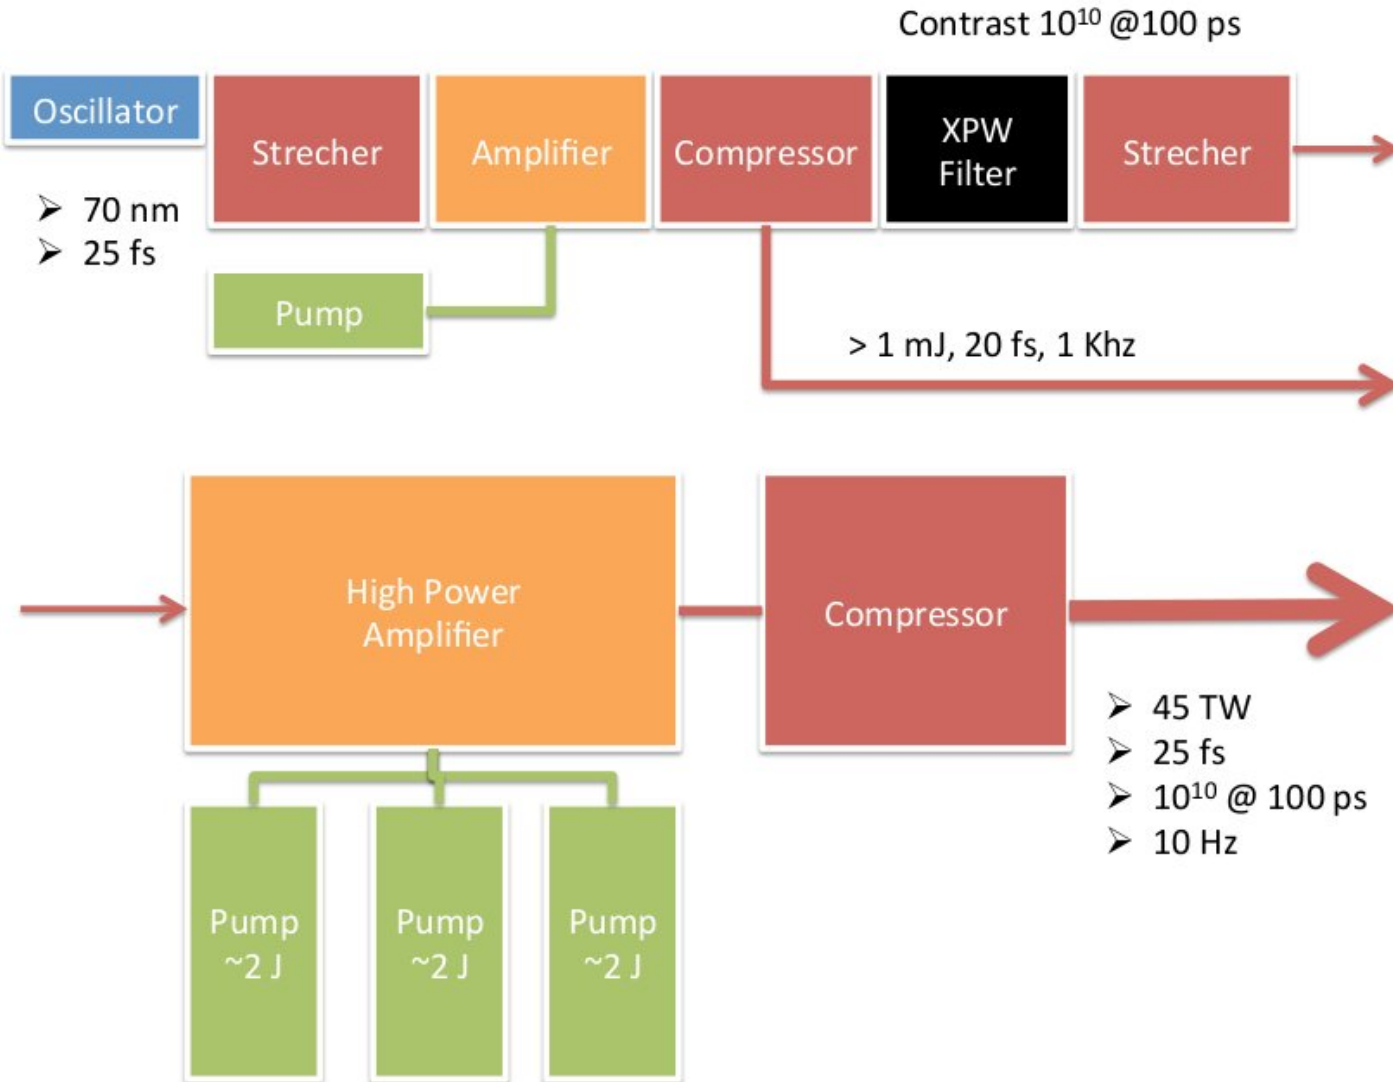 Contrast 10¹⁰ @100 ps
Oscillator
Strecher
Amplifier
Compressor
XPW
Filter
Strecher
➢ 70 nm
➢ 25 fs
Pump
> 1 mJ, 20 fs, 1 Khz
High Power
Amplifier
Compressor
➢ 45 TW
➢ 25 fs
➢ 10¹⁰ @ 100 ps
➢ 10 Hz
Pump
~2 J
Pump
~2 J
Pump
~2 J